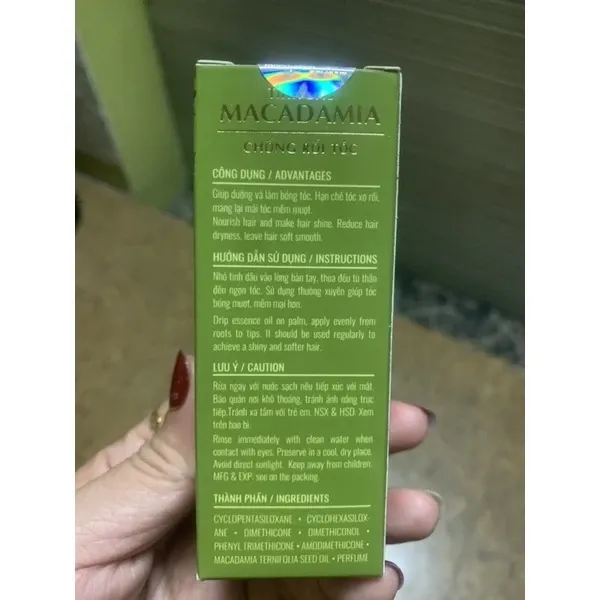 MACADAMIA
CHỐNG RỐI TÓC
CÔNG DỤNG / ADVANTAGES
Giúp dưỡng và làm bóng tóc. Hạn chế tóc xơ rối,
mang lại mái tóc mềm mượt.
Nourish hair and make hair shine. Reduce hair
dryness, leave hair soft smooth.
HƯỚNG DẪN SỬ DỤNG / INSTRUCTIONS
Nhỏ tinh dầu vào lòng bàn tay, thoa đều từ thân
đến ngọn tóc. Sử dụng thường xuyên giúp tóc
bóng mượt, mềm mại hơn.
Drip essence oil on palm, apply evenly from
roots to tips. It should be used regularly to
achieve a shiny and softer hair.
LƯU Ý / CAUTION
Rửa ngay với nước sạch nếu tiếp xúc với mắt.
Bảo quản nơi khô thoáng, tránh ánh nắng trực
tiếp.Tránh xa tầm với trẻ em. NSX & HSD: Xem
trên bao bì.
Rinse immediately with clean water when
contact with eyes. Preserve in a cool, dry place.
Avoid direct sunlight. Keep away from children.
MFG & EXP: see on the packing.
THÀNH PHẦN / INGREDIENTS
CYCLOPENTASILOXANE • CYCLOHEXASILOX-
ANE • DIMETHICONE • DIMETHICONOL •
PHENYL TRIMETHICONE • AMODIMETHICONE •
MACADAMIA TERNIFOLIA SEED OIL • PERFUME